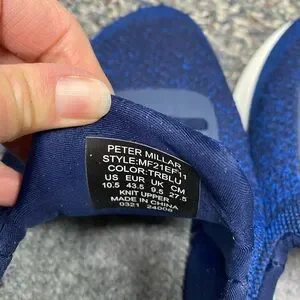 PETER MILLAR
STYLE:MF21EF11
COLOR:TRBLU
US EUR UK CM
10.5 43.5 9.5 27.5
KNIT UPPER
MADE IN CHINA
0321 24006